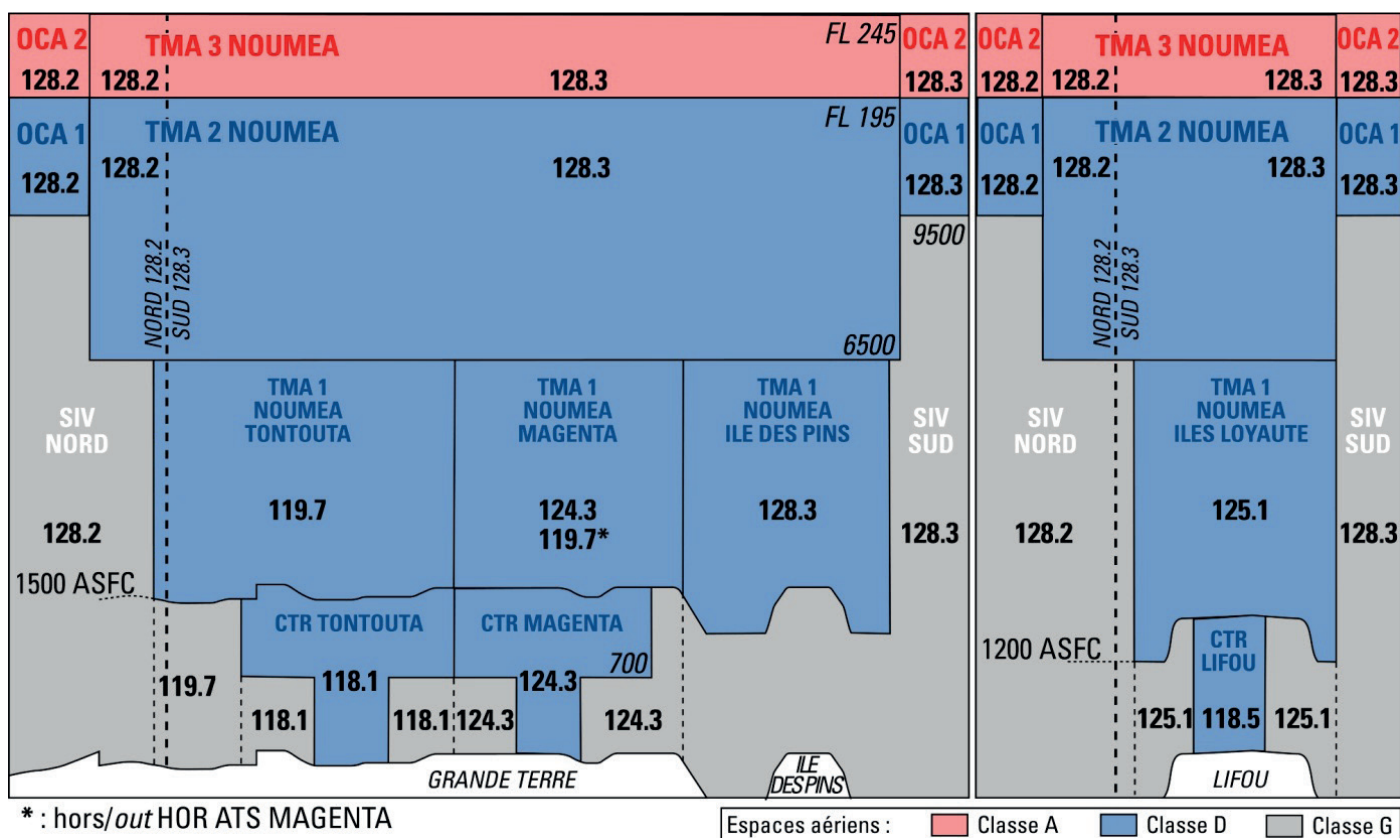 OCA 2
TMA 3 NOUMEA
FL 245
OCA 2
128.2
128.2
128.3
128.3
OCA 1
TMA 2 NOUMEA
FL 195
OCA 1
128.2
128.2
128.3
128.3
NORD 128.2
SUD 128.3
9500
6500
SIV
NORD
128.2
TMA 1
NOUMEA
TONTOUTA
119.7
TMA 1
NOUMEA
MAGENTA
124.3
119.7*
TMA 1
NOUMEA
ILE DES PINS
128.3
SIV
SUD
128.3
1500 ASFC
CTR TONTOUTA
CTR MAGENTA
700
119.7
118.1
118.1
118.1
124.3
124.3
124.3
GRANDE TERRE
ILE
DES PINS
OCA 2
TMA 3 NOUMEA
OCA 2
128.2
128.2
128.3
128.3
OCA 1
TMA 2 NOUMEA
OCA 1
128.2
128.2
128.3
128.3
NORD 128.2
SUD 128.3
SIV
NORD
128.2
TMA 1
NOUMEA
ILES LOYAUTE
125.1
SIV
SUD
128.3
1200 ASFC
CTR
LIFOU
125.1
118.5
125.1
LIFOU
* : hors/out HOR ATS MAGENTA
Espaces aériens : Classe A Classe D Classe G